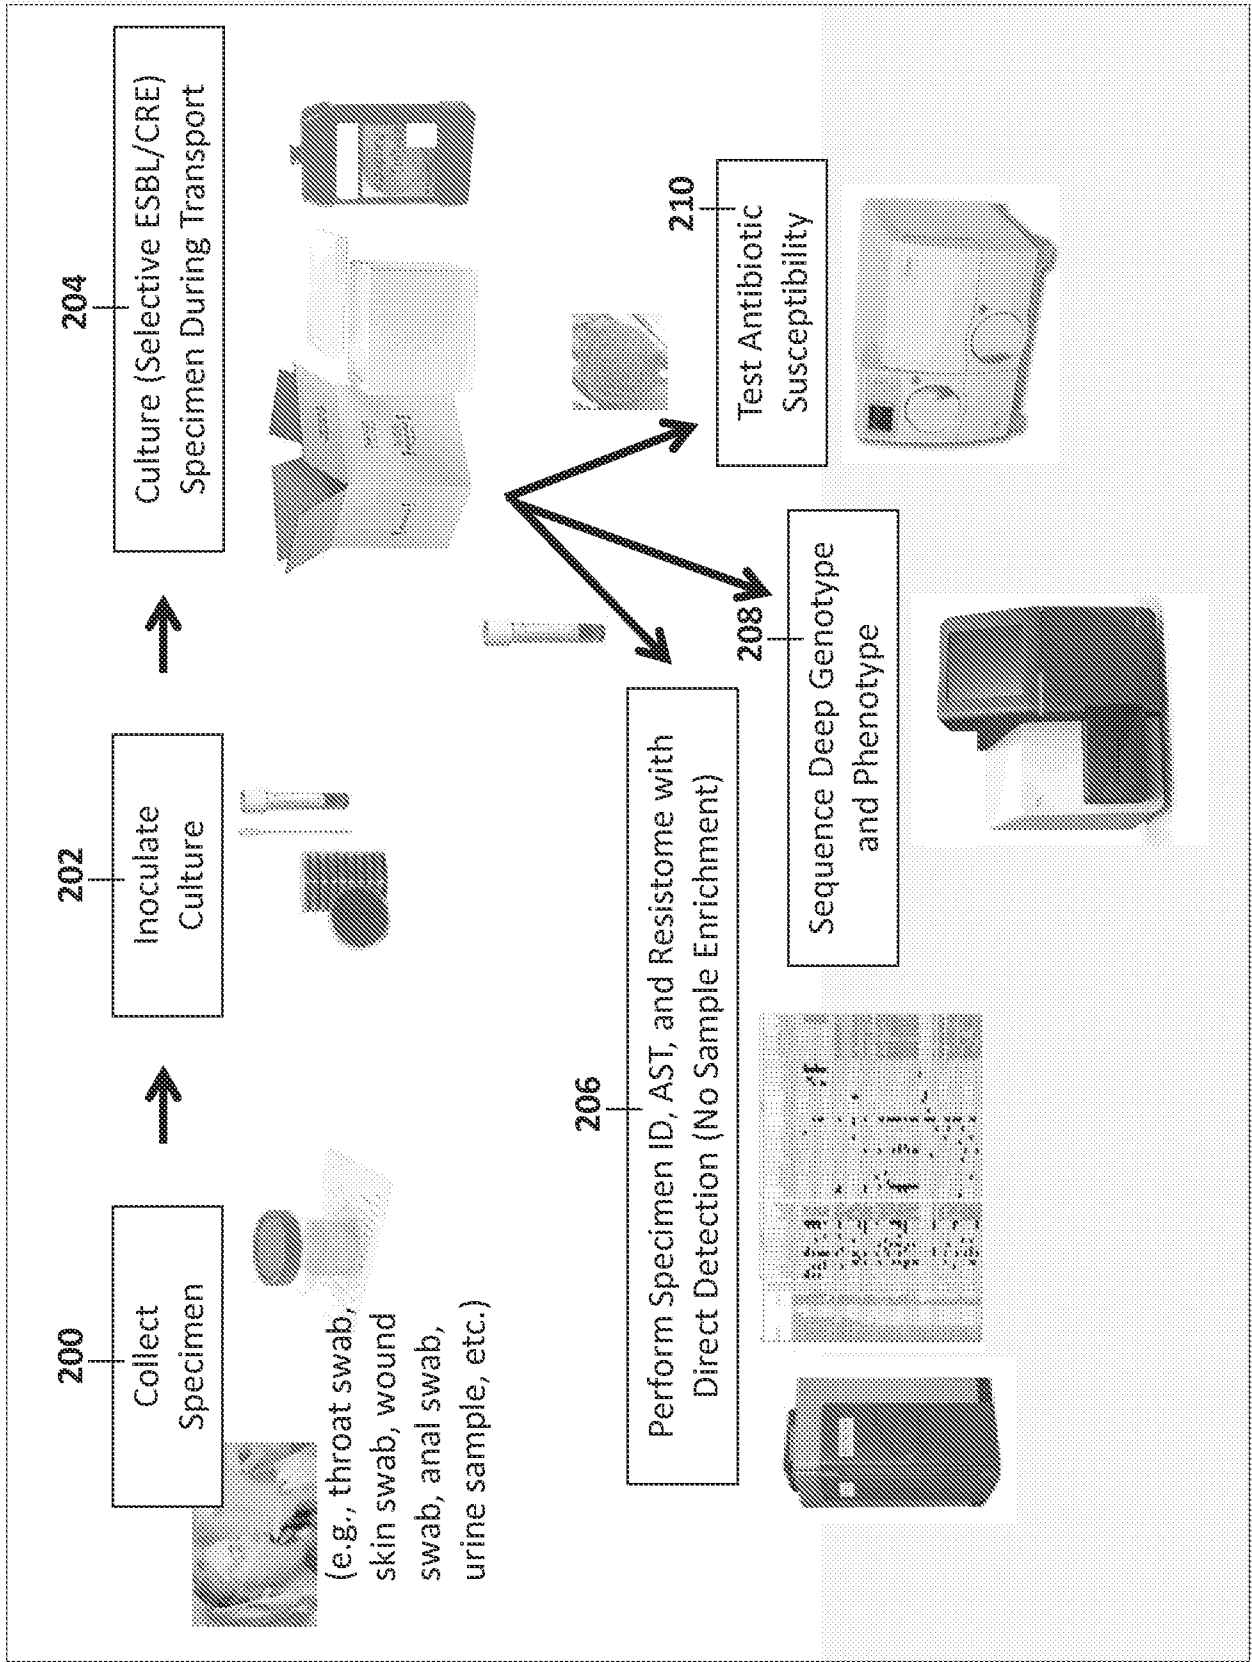 200
Collect
Specimen
(e.g., throat swab,
skin swab, wound
swab, anal swab,
urine sample, etc.)
202
Inoculate
Culture
204
Culture (Selective ESBL/CRE)
Specimen During Transport
206
Perform Specimen ID, AST, and Resistome with
Direct Detection (No Sample Enrichment)
208
Sequence Deep Genotype
and Phenotype
210
Test Antibiotic
Susceptibility